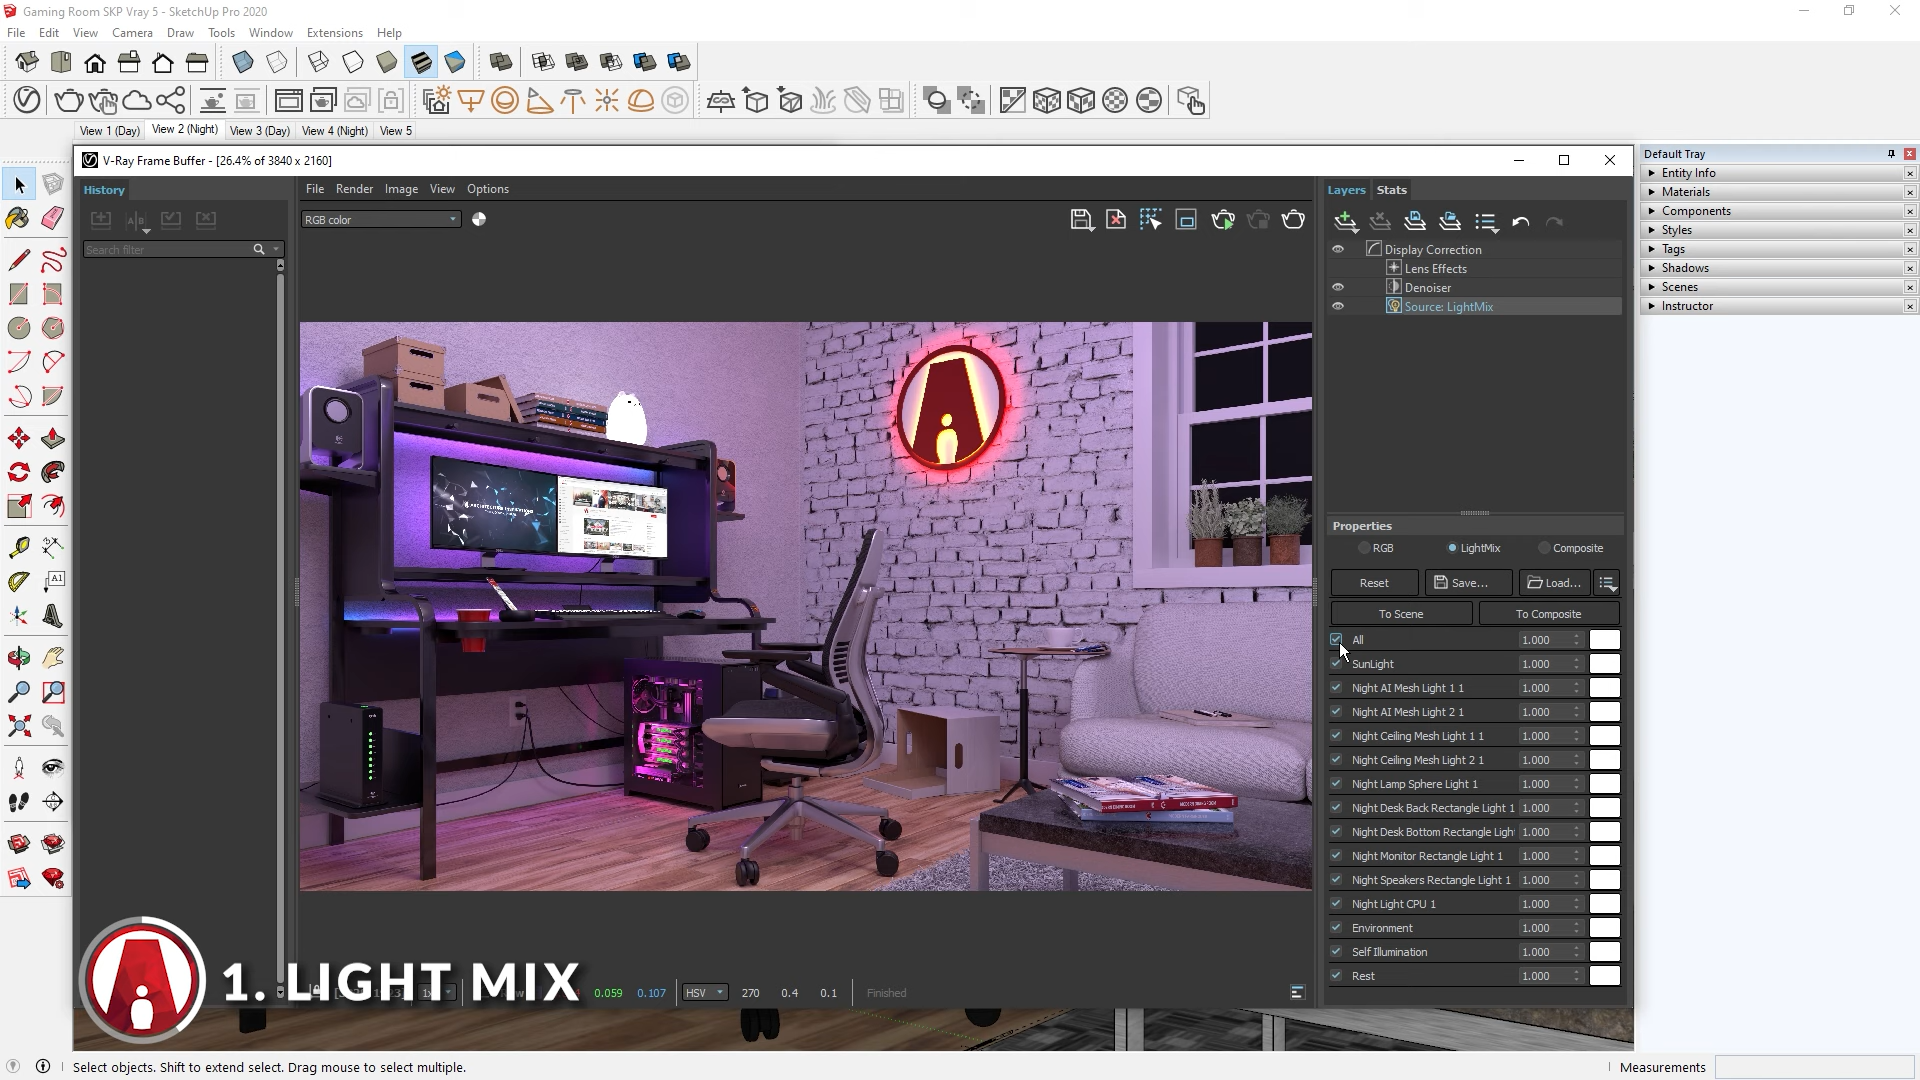 Gaming Room SKP Vray 5 - SketchUp Pro 2020
File Edit View Camera Draw Tools Window Extensions Help
View 1 (Day) View 2 (Night) View 3 (Day) View 4 (Night) View 5
V-Ray Frame Buffer - [26.4% of 3840 x 2160]
History
Search filter
File Render Image View Options
RGB color
Layers Stats
Display Correction
Lens Effects
Denoiser
Source: LightMix
Properties
RGB LightMix Composite
Reset Save... Load...
To Scene To Composite
All 1.000
SunLight 1.000
Night AI Mesh Light 1 1 1.000
Night AI Mesh Light 2 1 1.000
Night Ceiling Mesh Light 1 1 1.000
Night Ceiling Mesh Light 2 1 1.000
Night Lamp Sphere Light 1 1.000
Night Desk Back Rectangle Light 1 1.000
Night Desk Bottom Rectangle Ligh 1.000
Night Monitor Rectangle Light 1 1.000
Night Speakers Rectangle Light 1 1.000
Night Light CPU 1 1.000
Environment 1.000
Self Illumination 1.000
Rest 1.000
Default Tray
Entity Info
Materials
Components
Styles
Tags
Shadows
Scenes
Instructor
A1
1. LIGHT MIX
0.059 0.107 HSV 270 0.4 0.1 Finished
Select objects. Shift to extend select. Drag mouse to select multiple.
Measurements